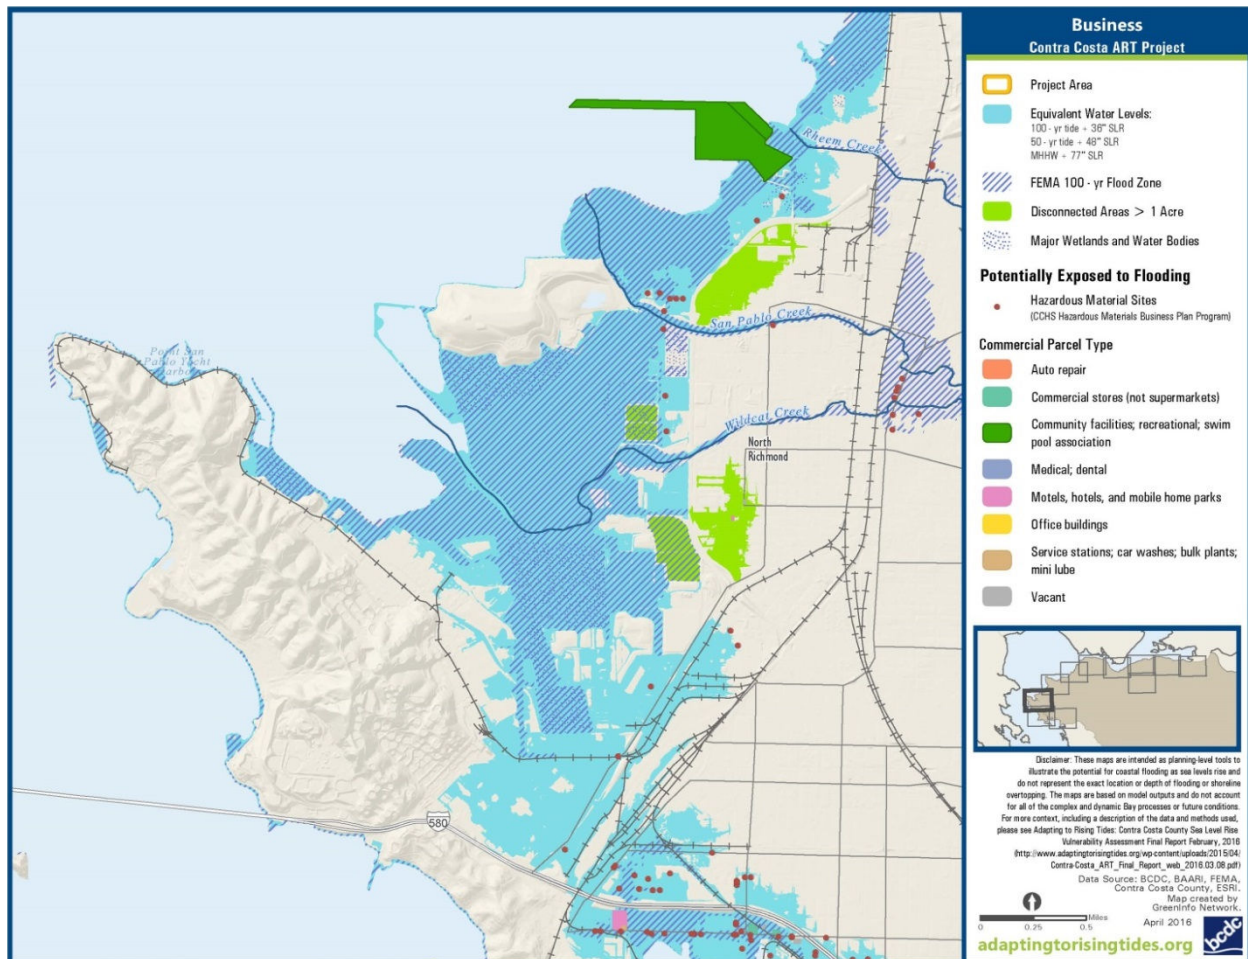 Business
Contra Costa ART Project
Project Area
Equivalent Water Levels:
100 - yr tide + 36" SLR
50 - yr tide + 48" SLR
MHHW + 77" SLR
FEMA 100 - yr Flood Zone
Disconnected Areas > 1 Acre
Major Wetlands and Water Bodies
Potentially Exposed to Flooding
Hazardous Material Sites
(CCHS Hazardous Materials Business Plan Program)
Commercial Parcel Type
Auto repair
Commercial stores (not supermarkets)
Community facilities; recreational; swim
pool association
Medical; dental
Motels, hotels, and mobile home parks
Office buildings
Service stations; car washes; bulk plants;
mini lube
Vacant
Rheem Creek
San Pablo Creek
Point San
Pablo Yacht
Harbor
Wildcat Creek
North
Richmond
580
Disclaimer: These maps are intended as planning-level tools to
illustrate the potential for coastal flooding as sea levels rise and
do not represent the exact location or depth of flooding or shoreline
overtopping. The maps are based on model outputs and do not account
for all of the complex and dynamic Bay processes or future conditions.
For more context, including a description of the data and methods used,
please see Adapting to Rising Tides: Contra Costa County Sea Level Rise
Vulnerability Assessment Final Report February, 2016
(http://www.adaptingtorisingtides.org/wp-content/uploads/2015/04/
Contra-Costa_ART_Final_Report_web_2016.03.08.pdf)
Data Source: BCDC, BAARI, FEMA,
Contra Costa County, ESRI.
Map created by
GreenInfo Network.
April 2016
Miles
0 0.25 0.5
adaptingtorisingtides.org
bcdc